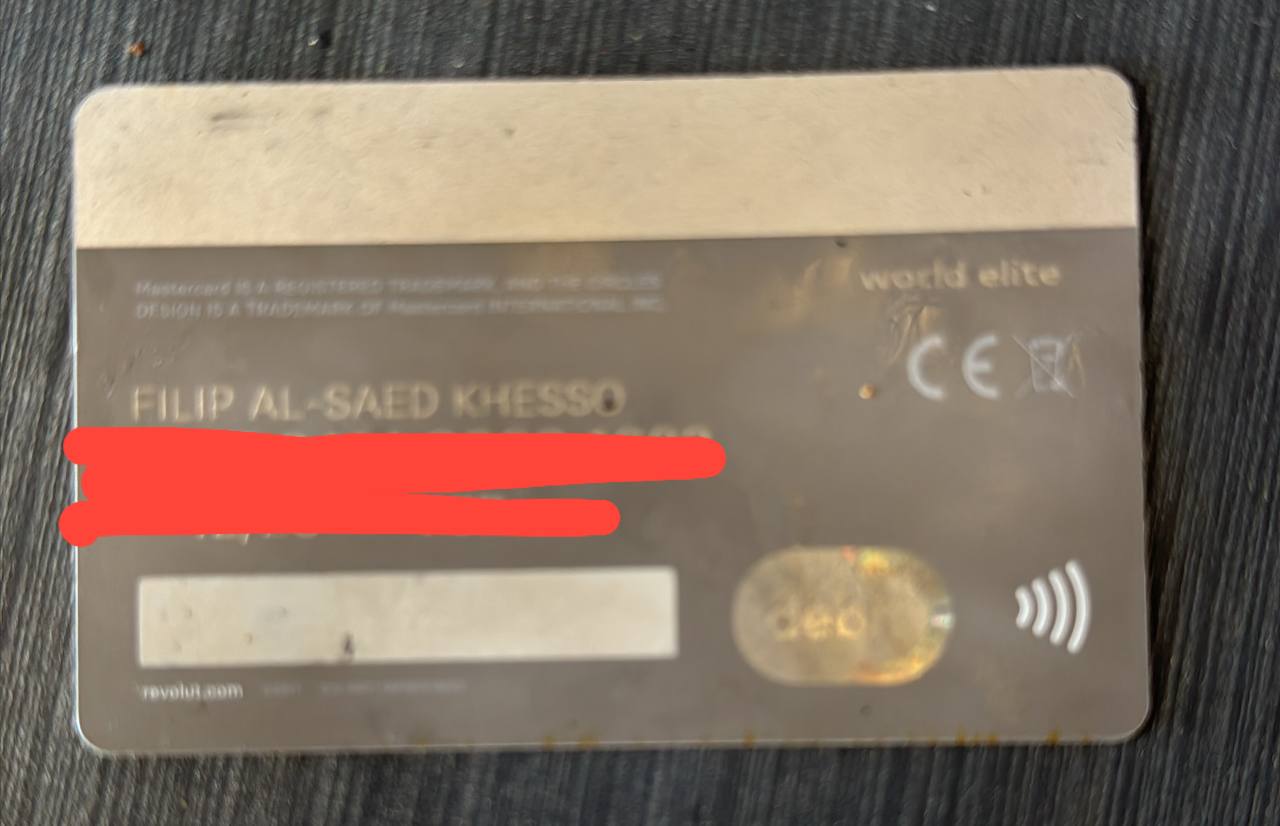 Mastercard IS A REGISTERED TRADEMARK, AND THE CIRCLES
DESIGN IS A TRADEMARK OF Mastercard INTERNATIONAL INC.
world elite
CE
FILIP AL-SAED KHESSO
deb
revolut.com